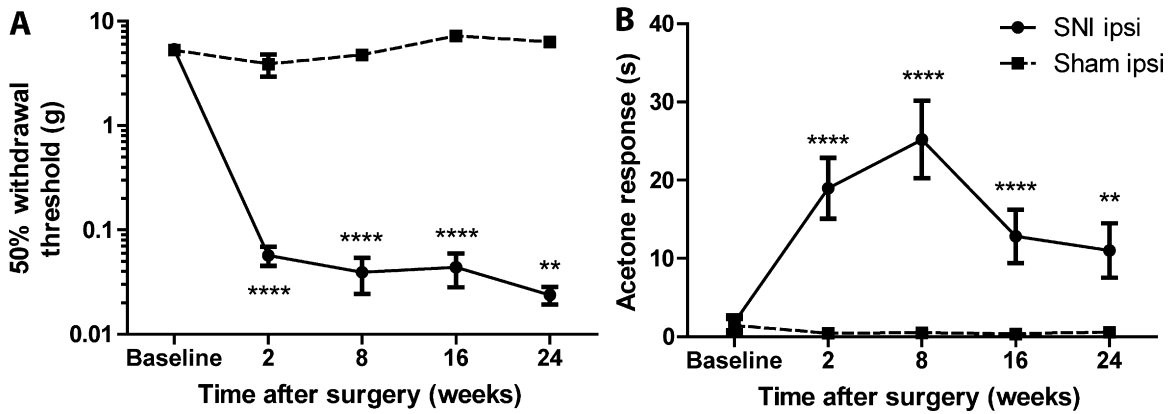 A
50% withdrawal
threshold (g)
10
1
0.1
0.01
****
****
****
**
Baseline 2 8 16 24
Time after surgery (weeks)
B
Acetone response (s)
40
30
20
10
0
SNI ipsi
Sham ipsi
****
****
****
**
Baseline 2 8 16 24
Time after surgery (weeks)